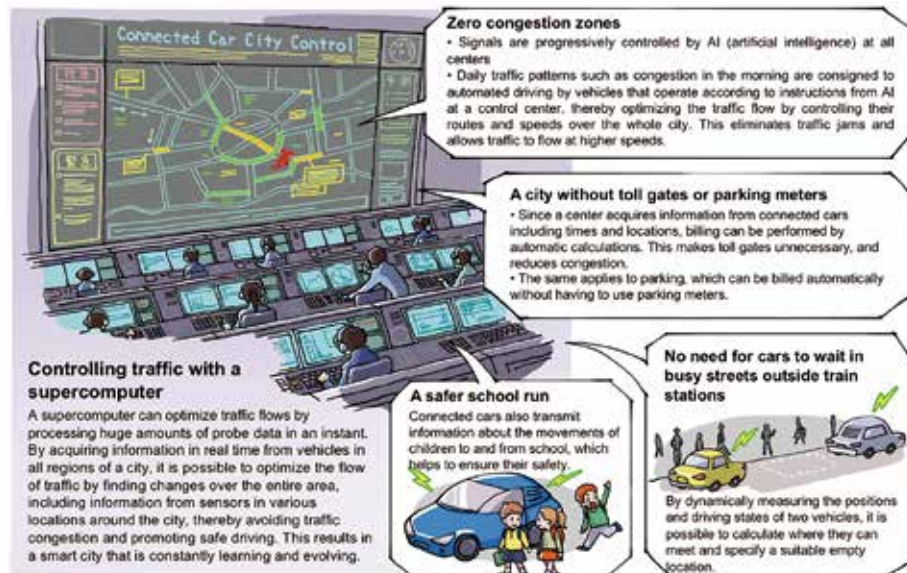 Connected Car City Control
Zero congestion zones
• Signals are progressively controlled by AI (artificial intelligence) at all
centers
• Daily traffic patterns such as congestion in the morning are consigned to
automated driving by vehicles that operate according to instructions from AI
at a control center, thereby optimizing the traffic flow by controlling their
routes and speeds over the whole city. This eliminates traffic jams and
allows traffic to flow at higher speeds.
A city without toll gates or parking meters
• Since a center acquires information from connected cars
including times and locations, billing can be performed by
automatic calculations. This makes toll gates unnecessary, and
reduces congestion.
• The same applies to parking, which can be billed automatically
without having to use parking meters.
Controlling traffic with a
supercomputer
A supercomputer can optimize traffic flows by
processing huge amounts of probe data in an instant.
By acquiring information in real time from vehicles in
all regions of a city, it is possible to optimize the flow
of traffic by finding changes over the entire area,
including information from sensors in various
locations around the city, thereby avoiding traffic
congestion and promoting safe driving. This results in
a smart city that is constantly learning and evolving.
A safer school run
Connected cars also transmit
information about the movements of
children to and from school, which
helps to ensure their safety.
No need for cars to wait in
busy streets outside train
stations
By dynamically measuring the positions
and driving states of two vehicles, it is
possible to calculate where they can
meet and specify a suitable empty
location.